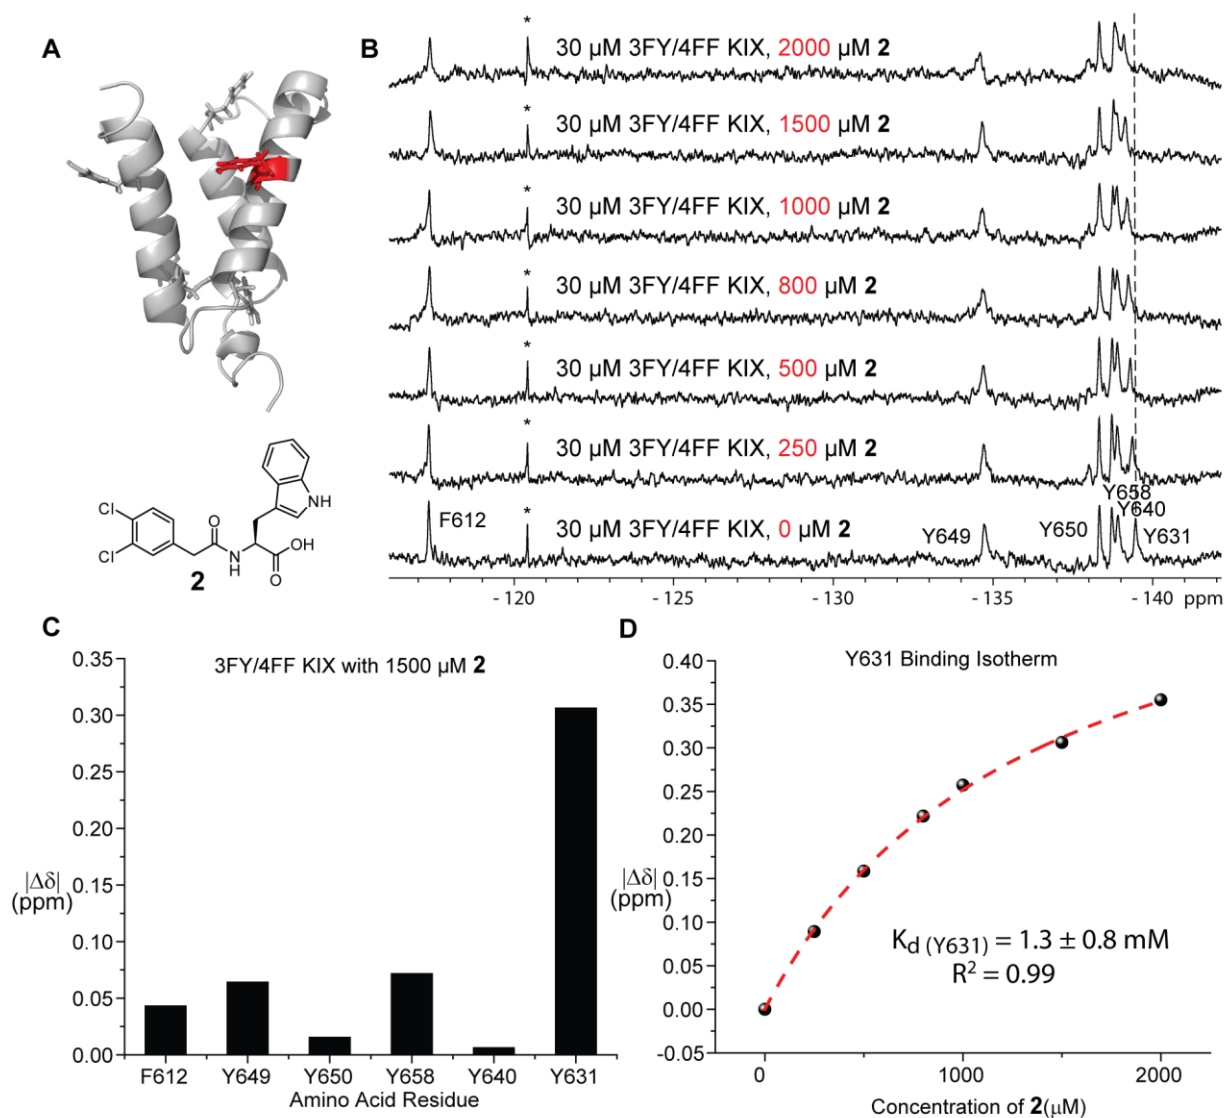 A
B
*
30 µM 3FY/4FF KIX, 2000 µM 2
*
30 µM 3FY/4FF KIX, 1500 µM 2
*
30 µM 3FY/4FF KIX, 1000 µM 2
*
30 µM 3FY/4FF KIX, 800 µM 2
*
30 µM 3FY/4FF KIX, 500 µM 2
*
30 µM 3FY/4FF KIX, 250 µM 2
*
30 µM 3FY/4FF KIX, 0 µM 2
F612
Y649
Y650
Y658
Y640
Y631
- 120
- 125
- 130
- 135
- 140
ppm
Cl
Cl
O
N
H
NH
OH
O
2
C
3FY/4FF KIX with 1500 µM 2
0.35
0.30
0.25
0.20
0.15
0.10
0.05
0.00
|Δδ|
(ppm)
F612
Y649
Y650
Y658
Y640
Y631
Amino Acid Residue
D
Y631 Binding Isotherm
0.40
0.35
0.30
0.25
0.20
0.15
0.10
0.05
0.00
-0.05
|Δδ|
(ppm)
Kd (Y631) = 1.3 ± 0.8 mM
R² = 0.99
0
1000
2000
Concentration of 2(µM)